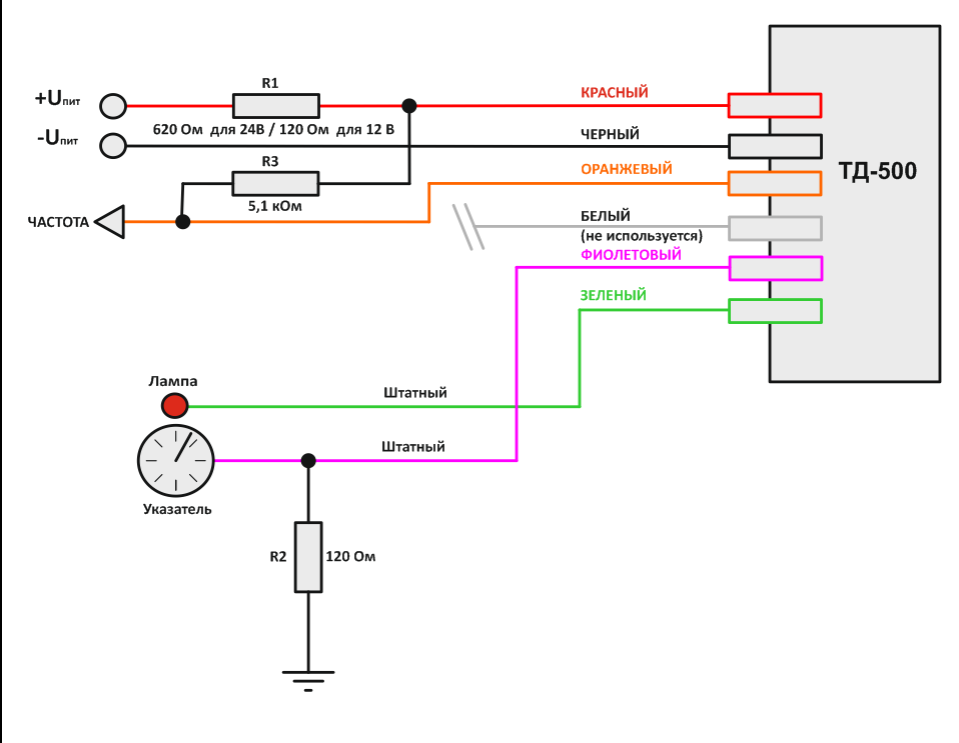 R1
КРАСНЫЙ
+Uпит
620 Ом для 24В / 120 Ом для 12 В
ЧЕРНЫЙ
-Uпит
R3
ОРАНЖЕВЫЙ
ТД-500
5,1 кОм
ЧАСТОТА
БЕЛЫЙ
(не используется)
ФИОЛЕТОВЫЙ
ЗЕЛЕНЫЙ
Лампа
Штатный
Штатный
Указатель
R2
120 Ом